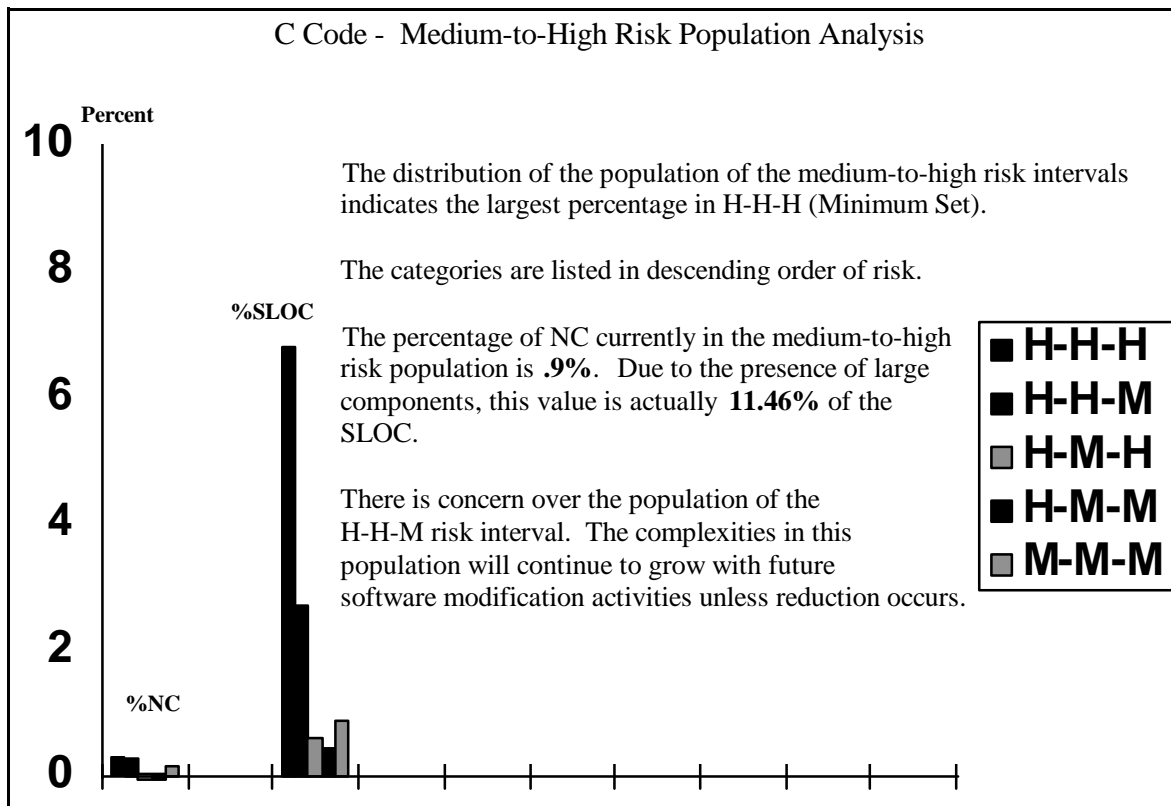 C Code - Medium-to-High Risk Population Analysis
Percent
10
8
6
4
2
0
%NC
%SLOC
The distribution of the population of the medium-to-high risk intervals
indicates the largest percentage in H-H-H (Minimum Set).
The categories are listed in descending order of risk.
The percentage of NC currently in the medium-to-high
risk population is .9%. Due to the presence of large
components, this value is actually 11.46% of the
SLOC.
There is concern over the population of the
H-H-M risk interval. The complexities in this
population will continue to grow with future
software modification activities unless reduction occurs.
H-H-H
H-H-M
H-M-H
H-M-M
M-M-M